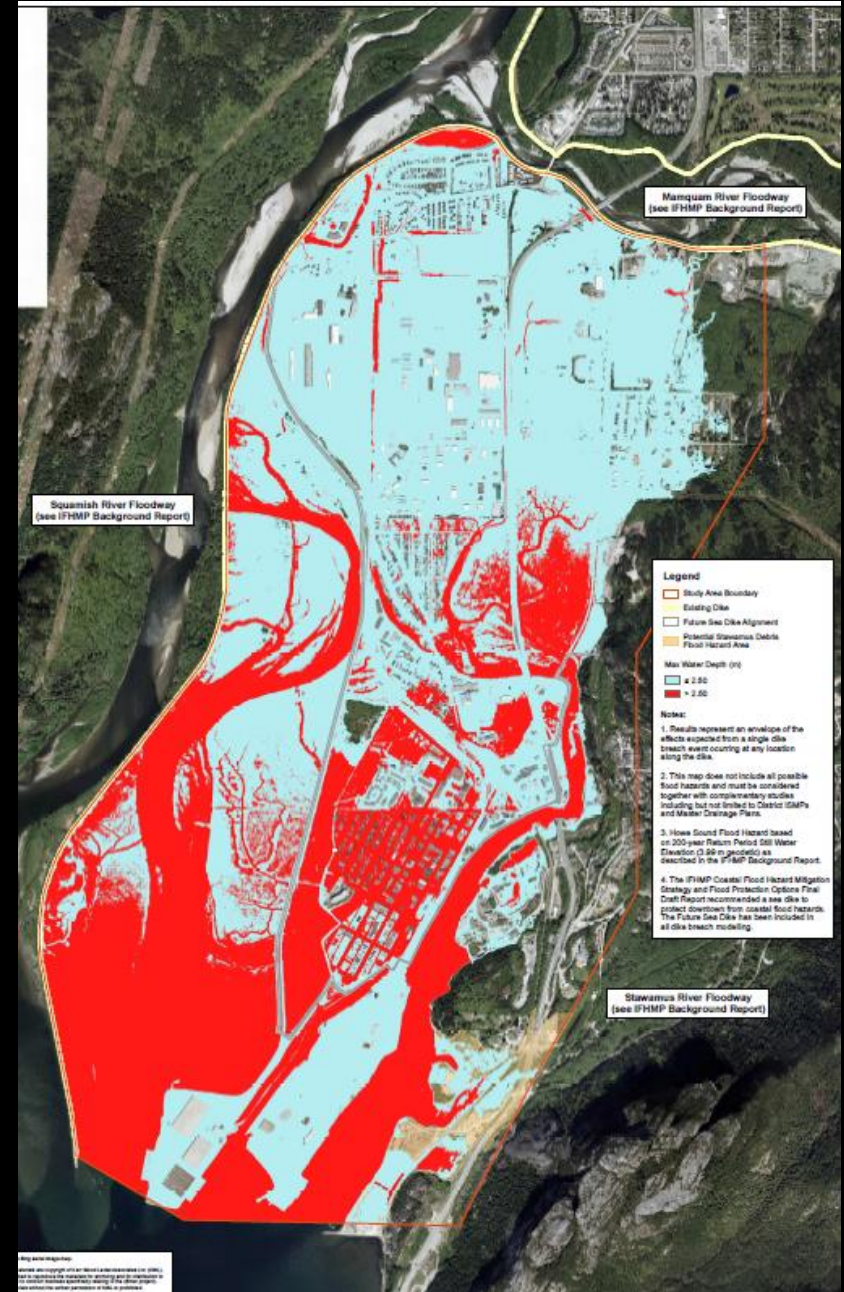 Mamquam River Floodway
(see IFHMP Background Report)
Squamish River Floodway
(see IFHMP Background Report)
Legend
Study Area Boundary
Existing Dike
Future Sea Dike Alignment
Potential Stawamus Debris
Flood Hazard Area
Max Water Depth (m)
≤ 2.50
> 2.50
Notes:
1. Results represent an envelope of the
effects expected from a single dike
breach event occurring at any location
along the dike.
2. This map does not include all possible
flood hazards and must be considered
together with complementary studies
including but not limited to District ISMPs
and Master Drainage Plans.
3. Howe Sound Flood Hazard based
on 200-year Return Period Still Water
Elevation (3.99 m geodetic) as
described in the IFHMP Background Report.
4. The IFHMP Coastal Flood Hazard Mitigation
Strategy and Flood Protection Options Final
Draft Report recommended a sea dike to
protect downtown from coastal flood hazards.
The Future Sea Dike has been included in
all dike breach modelling.
Stawamus River Floodway
(see IFHMP Background Report)